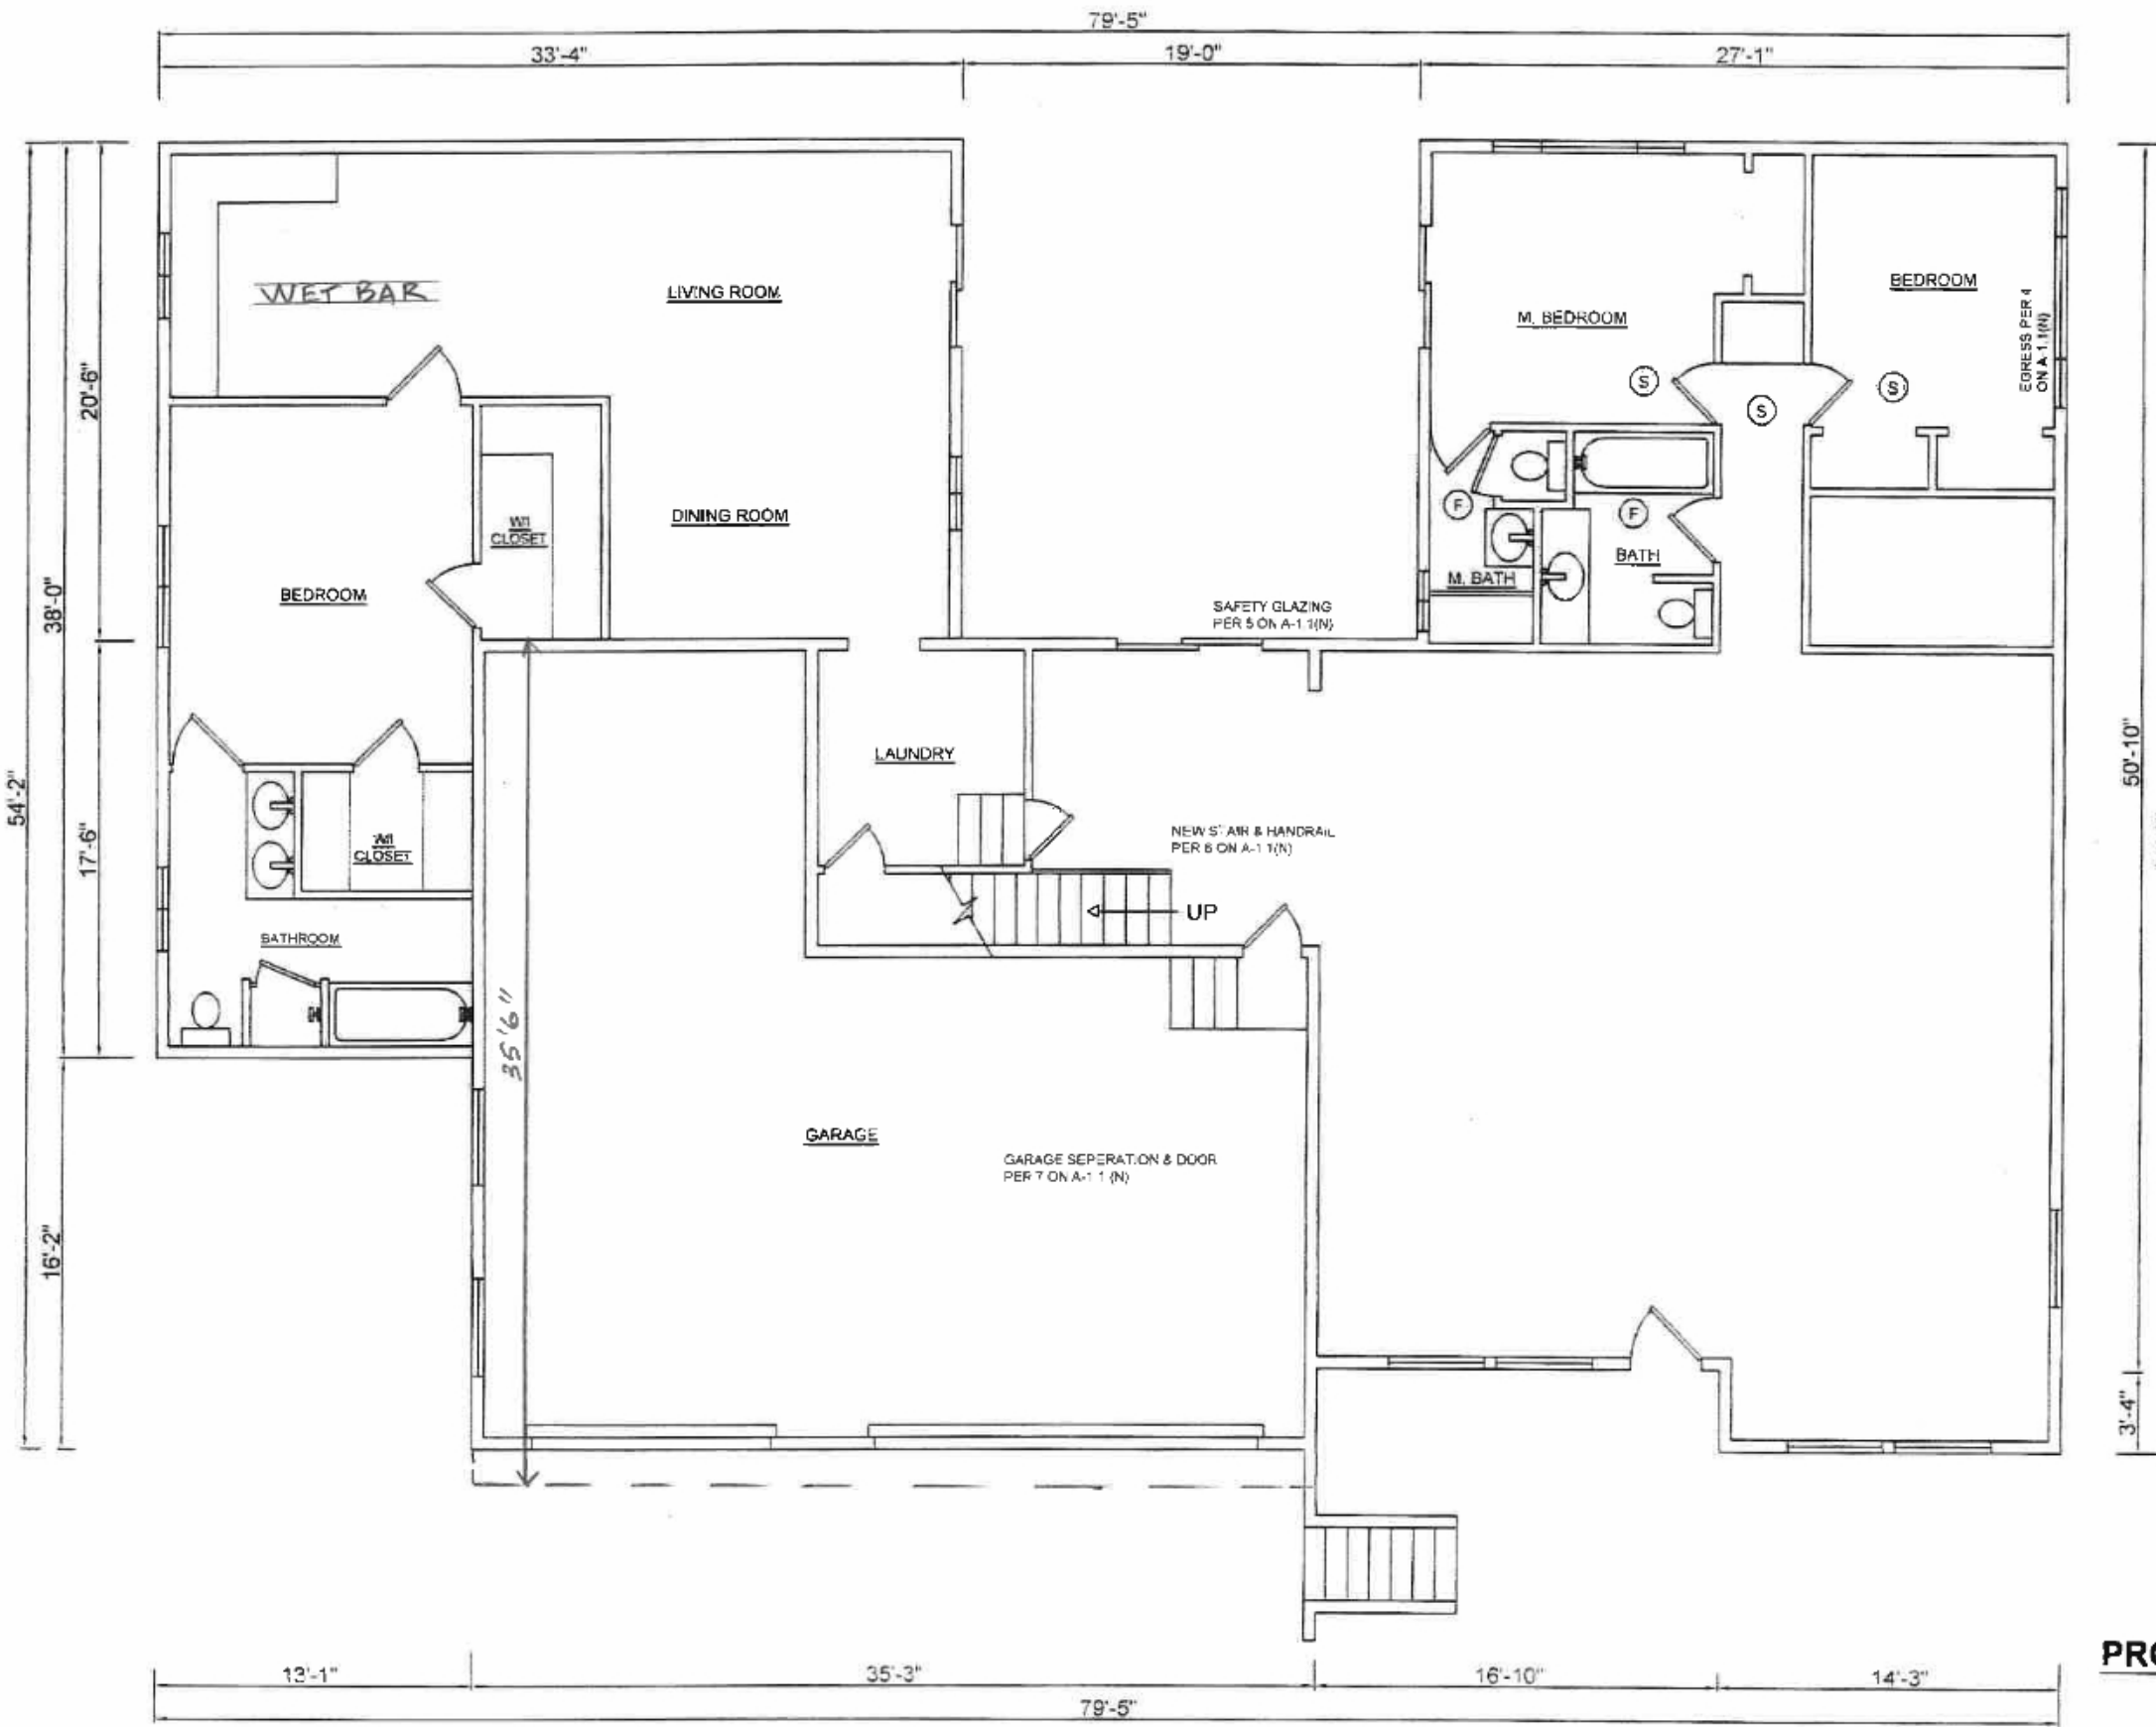 79'-5"
33'-4"
19'-0"
27'-1"
WET BAR
LIVING ROOM
M. BEDROOM
BEDROOM
EGRESS PER 4
ON A-1.1(N)
S
S
S
20'-6"
38'-0"
54'-2"
17'-6"
16'-2"
50'-10"
3'-4"
W/I
CLOSET
DINING ROOM
F
F
BATH
M. BATH
BEDROOM
SAFETY GLAZING
PER 5 ON A-1.1(N)
LAUNDRY
NEW STAIR & HANDRAIL
PER 6 ON A-1.1(N)
W/I
CLOSET
UP
BATHROOM
35'6"
GARAGE
GARAGE SEPERATION & DOOR
PER 7 ON A-1.1(N)
PRO
13'-1"
35'-3"
16'-10"
14'-3"
79'-5"